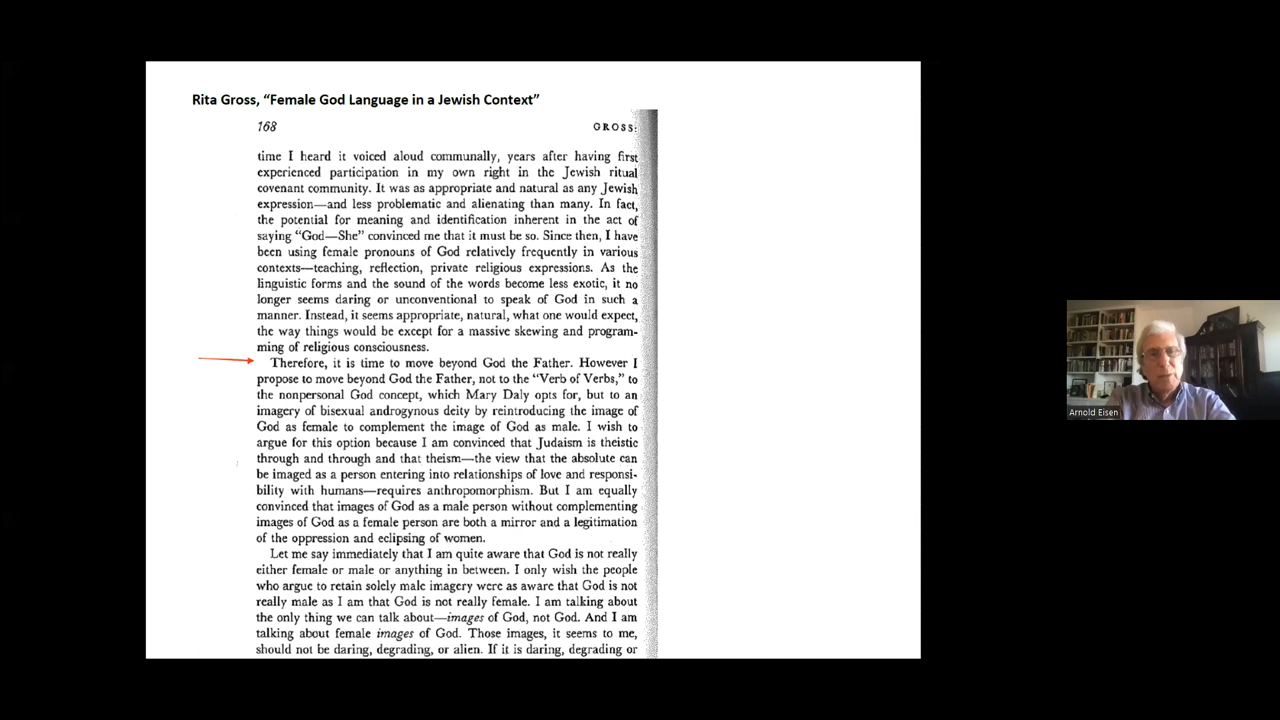 Rita Gross, “Female God Language in a Jewish Context”
168
GROSS:
time I heard it voiced aloud communally, years after having first
experienced participation in my own right in the Jewish ritual
covenant community. It was as appropriate and natural as any Jewish
expression—and less problematic and alienating than many. In fact,
the potential for meaning and identification inherent in the act of
saying “God—She” convinced me that it must be so. Since then, I have
been using female pronouns of God relatively frequently in various
contexts—teaching, reflection, private religious expressions. As the
linguistic forms and the sound of the words become less exotic, it no
longer seems daring or unconventional to speak of God in such a
manner. Instead, it seems appropriate, natural, what one would expect,
the way things would be except for a massive skewing and program-
ming of religious consciousness.
Therefore, it is time to move beyond God the Father. However I
propose to move beyond God the Father, not to the “Verb of Verbs,” to
the nonpersonal God concept, which Mary Daly opts for, but to an
imagery of bisexual androgynous deity by reintroducing the image of
God as female to complement the image of God as male. I wish to
argue for this option because I am convinced that Judaism is theistic
through and through and that theism—the view that the absolute can
be imaged as a person entering into relationships of love and responsi-
bility with humans—requires anthropomorphism. But I am equally
convinced that images of God as a male person without complementing
images of God as a female person are both a mirror and a legitimation
of the oppression and eclipsing of women.
Let me say immediately that I am quite aware that God is not really
either female or male or anything in between. I only wish the people
who argue to retain solely male imagery were as aware that God is not
really male as I am that God is not really female. I am talking about
the only thing we can talk about—images of God, not God. And I am
talking about female images of God. Those images, it seems to me,
should not be daring, degrading, or alien. If it is daring, degrading or
Arnold Eisen